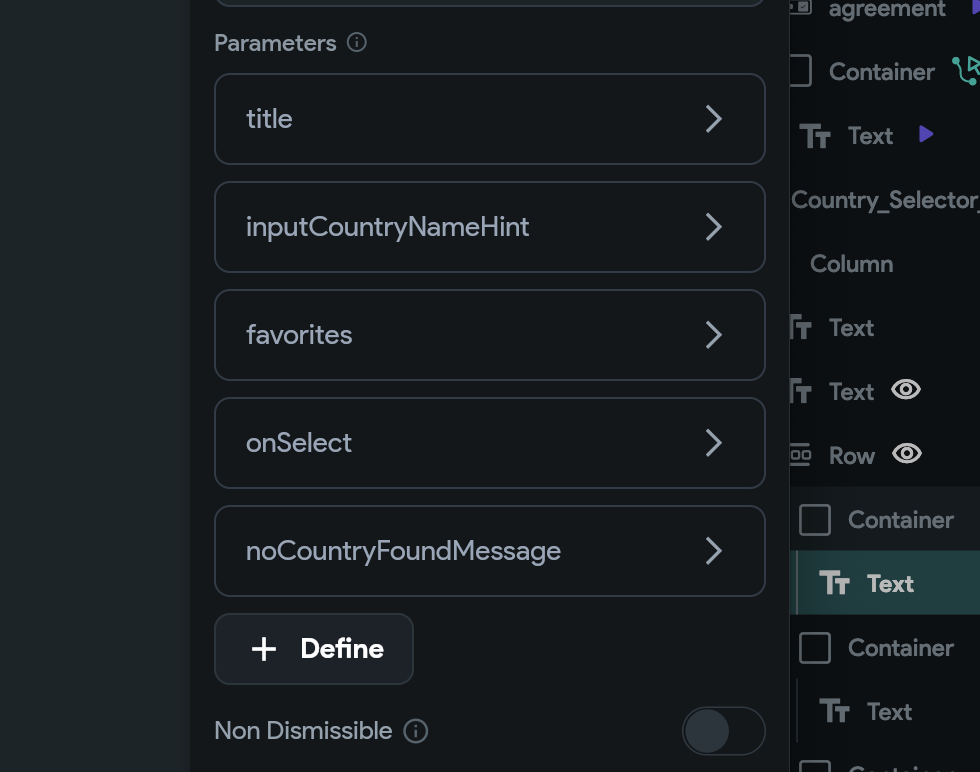 Parameters
title
inputCountryNameHint
favorites
onSelect
noCountryFoundMessage
+ Define
Non Dismissible
agreement
Container
Text
Country_Selector_
Column
Text
Text
Row
Container
Text
Container
Text
Container